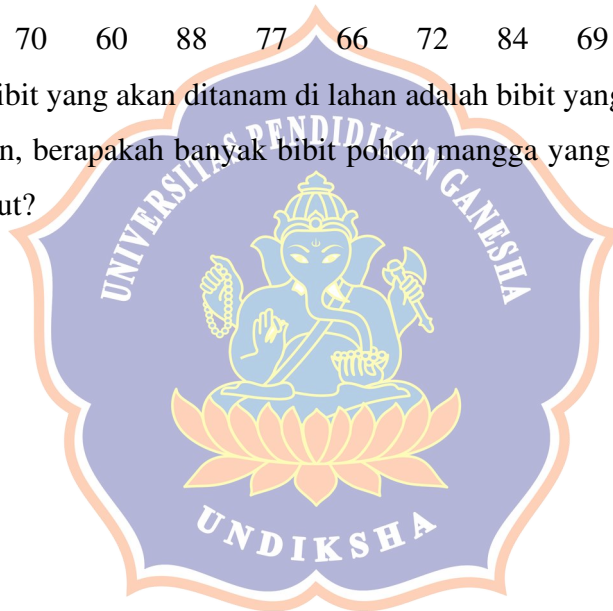 70 60 88 77 66 72 84 69
ibit yang akan ditanam di lahan adalah bibit yang
n, berapakah banyak bibit pohon mangga yang
ut?
UNIVERSITAS PENDIDIKAN GANESHA
UNDIKSHA